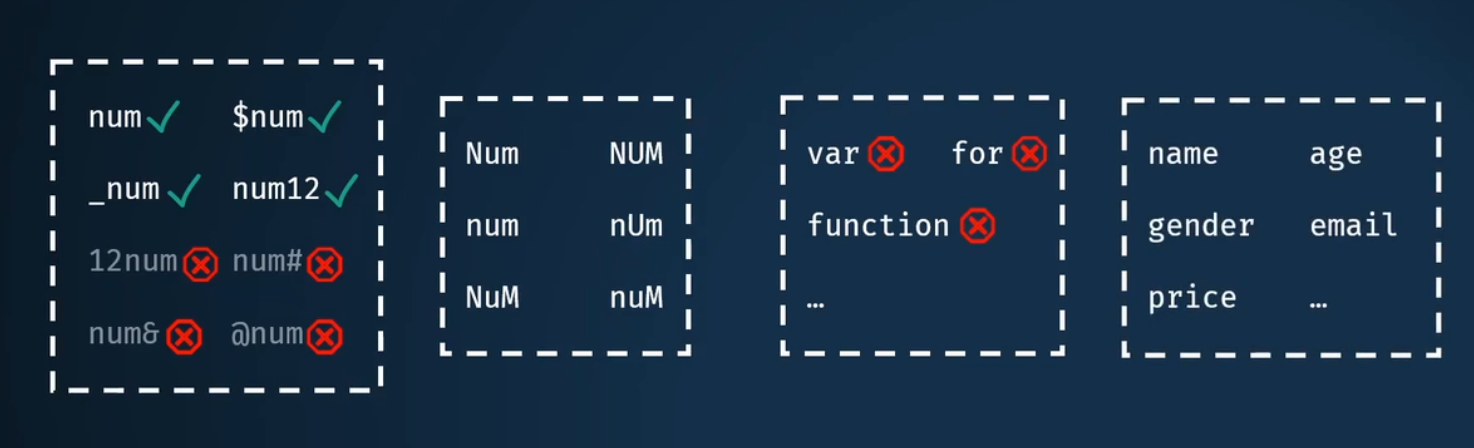 num $num
_num num12
12num num#
num& @num
Num NUM
num nUm
NuM nuM
var for
function
…
name age
gender email
price …